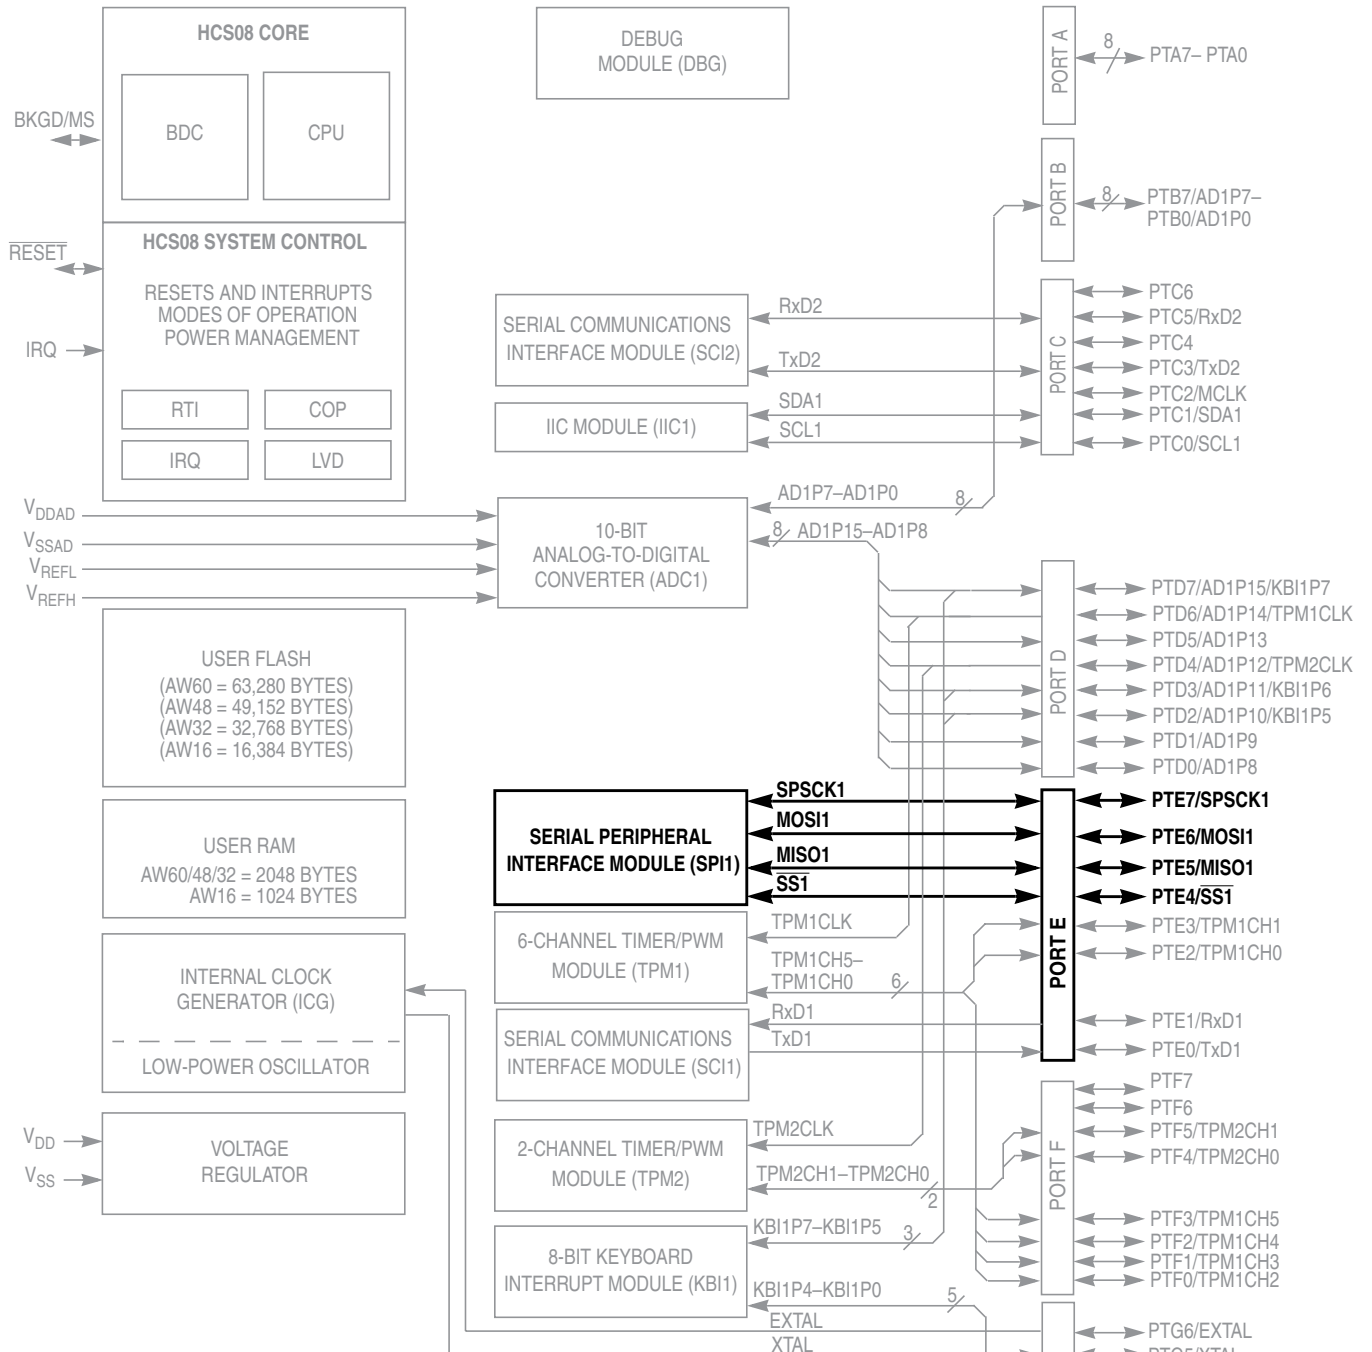 HCS08 CORE
BDC
CPU
BKGD/MS
HCS08 SYSTEM CONTROL
RESET
RESETS AND INTERRUPTS
MODES OF OPERATION
POWER MANAGEMENT
IRQ
RTI
COP
IRQ
LVD
VDDAD
VSSAD
VREFL
VREFH
USER FLASH
(AW60 = 63,280 BYTES)
(AW48 = 49,152 BYTES)
(AW32 = 32,768 BYTES)
(AW16 = 16,384 BYTES)
USER RAM
AW60/48/32 = 2048 BYTES
AW16 = 1024 BYTES
INTERNAL CLOCK
GENERATOR (ICG)
LOW-POWER OSCILLATOR
VDD
VSS
VOLTAGE
REGULATOR
DEBUG
MODULE (DBG)
SERIAL COMMUNICATIONS
INTERFACE MODULE (SCI2)
RxD2
TxD2
IIC MODULE (IIC1)
SDA1
SCL1
10-BIT
ANALOG-TO-DIGITAL
CONVERTER (ADC1)
AD1P7–AD1P0
8
8
AD1P15–AD1P8
SERIAL PERIPHERAL
INTERFACE MODULE (SPI1)
SPSCK1
MOSI1
MISO1
SS1
6-CHANNEL TIMER/PWM
MODULE (TPM1)
TPM1CLK
TPM1CH5–
TPM1CH0
6
SERIAL COMMUNICATIONS
INTERFACE MODULE (SCI1)
RxD1
TxD1
2-CHANNEL TIMER/PWM
MODULE (TPM2)
TPM2CLK
TPM2CH1–TPM2CH0
2
8-BIT KEYBOARD
INTERRUPT MODULE (KBI1)
KBI1P7–KBI1P5
3
KBI1P4–KBI1P0
5
EXTAL
XTAL
PORT A
8
PTA7– PTA0
PORT B
8
PTB7/AD1P7–
PTB0/AD1P0
PORT C
PTC6
PTC5/RxD2
PTC4
PTC3/TxD2
PTC2/MCLK
PTC1/SDA1
PTC0/SCL1
PORT D
PTD7/AD1P15/KBI1P7
PTD6/AD1P14/TPM1CLK
PTD5/AD1P13
PTD4/AD1P12/TPM2CLK
PTD3/AD1P11/KBI1P6
PTD2/AD1P10/KBI1P5
PTD1/AD1P9
PTD0/AD1P8
PORT E
PTE7/SPSCK1
PTE6/MOSI1
PTE5/MISO1
PTE4/SS1
PTE3/TPM1CH1
PTE2/TPM1CH0
PTE1/RxD1
PTE0/TxD1
PORT F
PTF7
PTF6
PTF5/TPM2CH1
PTF4/TPM2CH0
PTF3/TPM1CH5
PTF2/TPM1CH4
PTF1/TPM1CH3
PTF0/TPM1CH2
PTG6/EXTAL